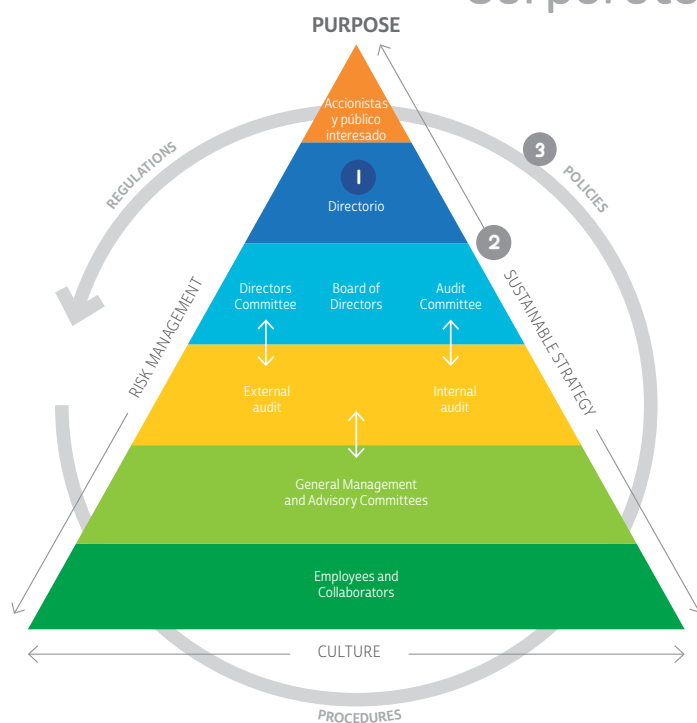 PURPOSE
Accionistas
y público
interesado
1
Directorio
3
POLICIES
REGULATIONS
2
Directors
Committee
Board of
Directors
Audit
Committee
RISK MANAGEMENT
SUSTAINABLE STRATEGY
External
audit
Internal
audit
General Management
and Advisory Committees
Employees and
Collaborators
CULTURE
PROCEDURES